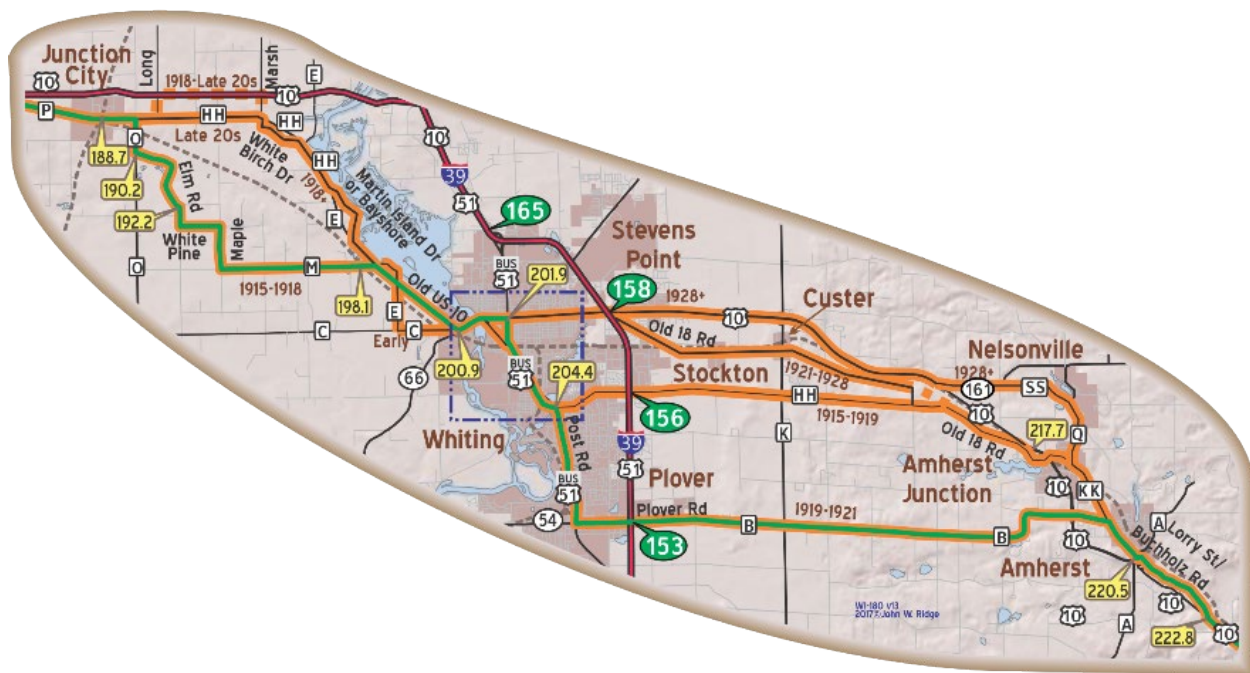 Junction
City
Long
1918-Late 20s
Marsh
E
10
10
P
HH
HH
Late 20s
O
188.7
190.2
192.2
Elm Rd
White
Birch Dr
HH
1918+
E
Martin Island Dr
or Bayshore
10
39
51
165
White
Pine
Maple
O
M
1915-1918
198.1
Old US-10
E
C
C
Early
BUS
51
201.9
Stevens
Point
158
1928+
10
Custer
Old 18 Rd
Nelsonville
1928+
161
SS
1921-1928
66
200.9
BUS
51
204.4
Stockton
HH
1915-1919
10
Old 18 Rd
217.7
Q
156
Whiting
Post Rd
39
51
K
Amherst
Junction
10
KK
BUS
51
Plover
Plover Rd
54
B
1919-1921
B
153
10
A
Lorry St/
Buchholz Rd
Amherst
220.5
10
WI-180 v13
2017 John W. Ridge
10
A
222.8
10